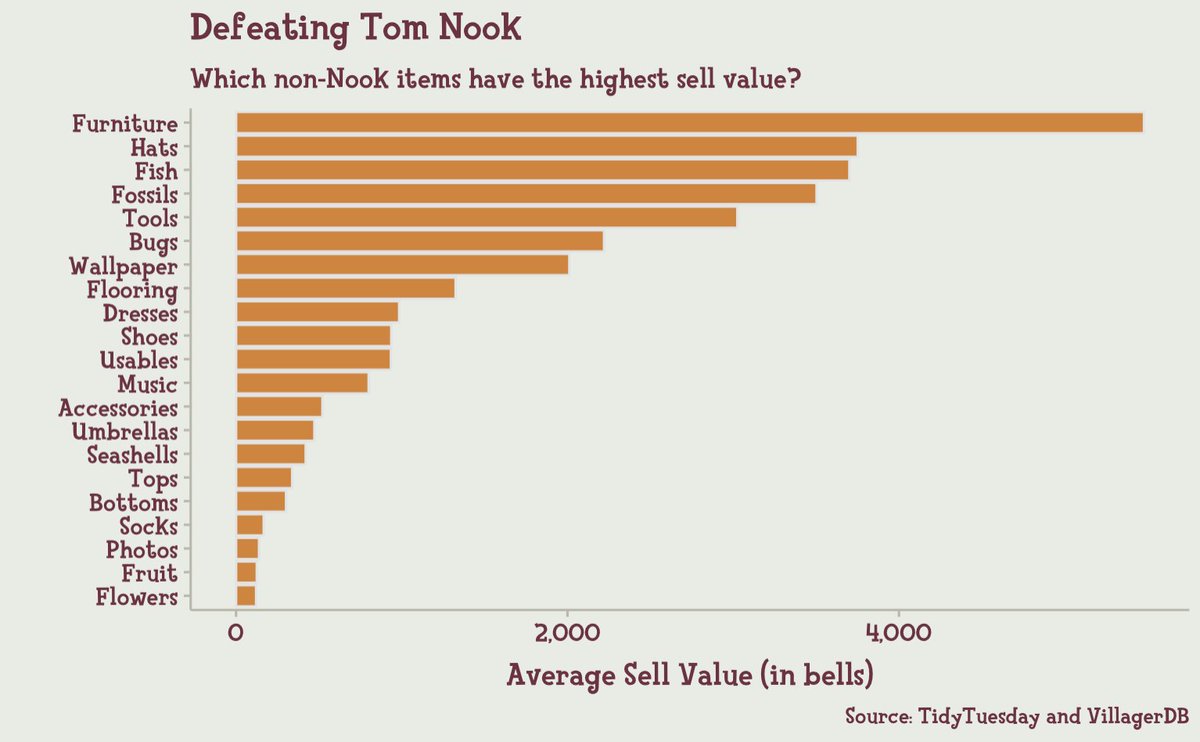 Defeating Tom Nook
Which non-Nook items have the highest sell value?
Furniture
Hats
Fish
Fossils
Tools
Bugs
Wallpaper
Flooring
Dresses
Shoes
Usables
Music
Accessories
Umbrellas
Seashells
Tops
Bottoms
Socks
Photos
Fruit
Flowers
0 2,000 4,000
Average Sell Value (in bells)
Source: TidyTuesday and VillagerDB